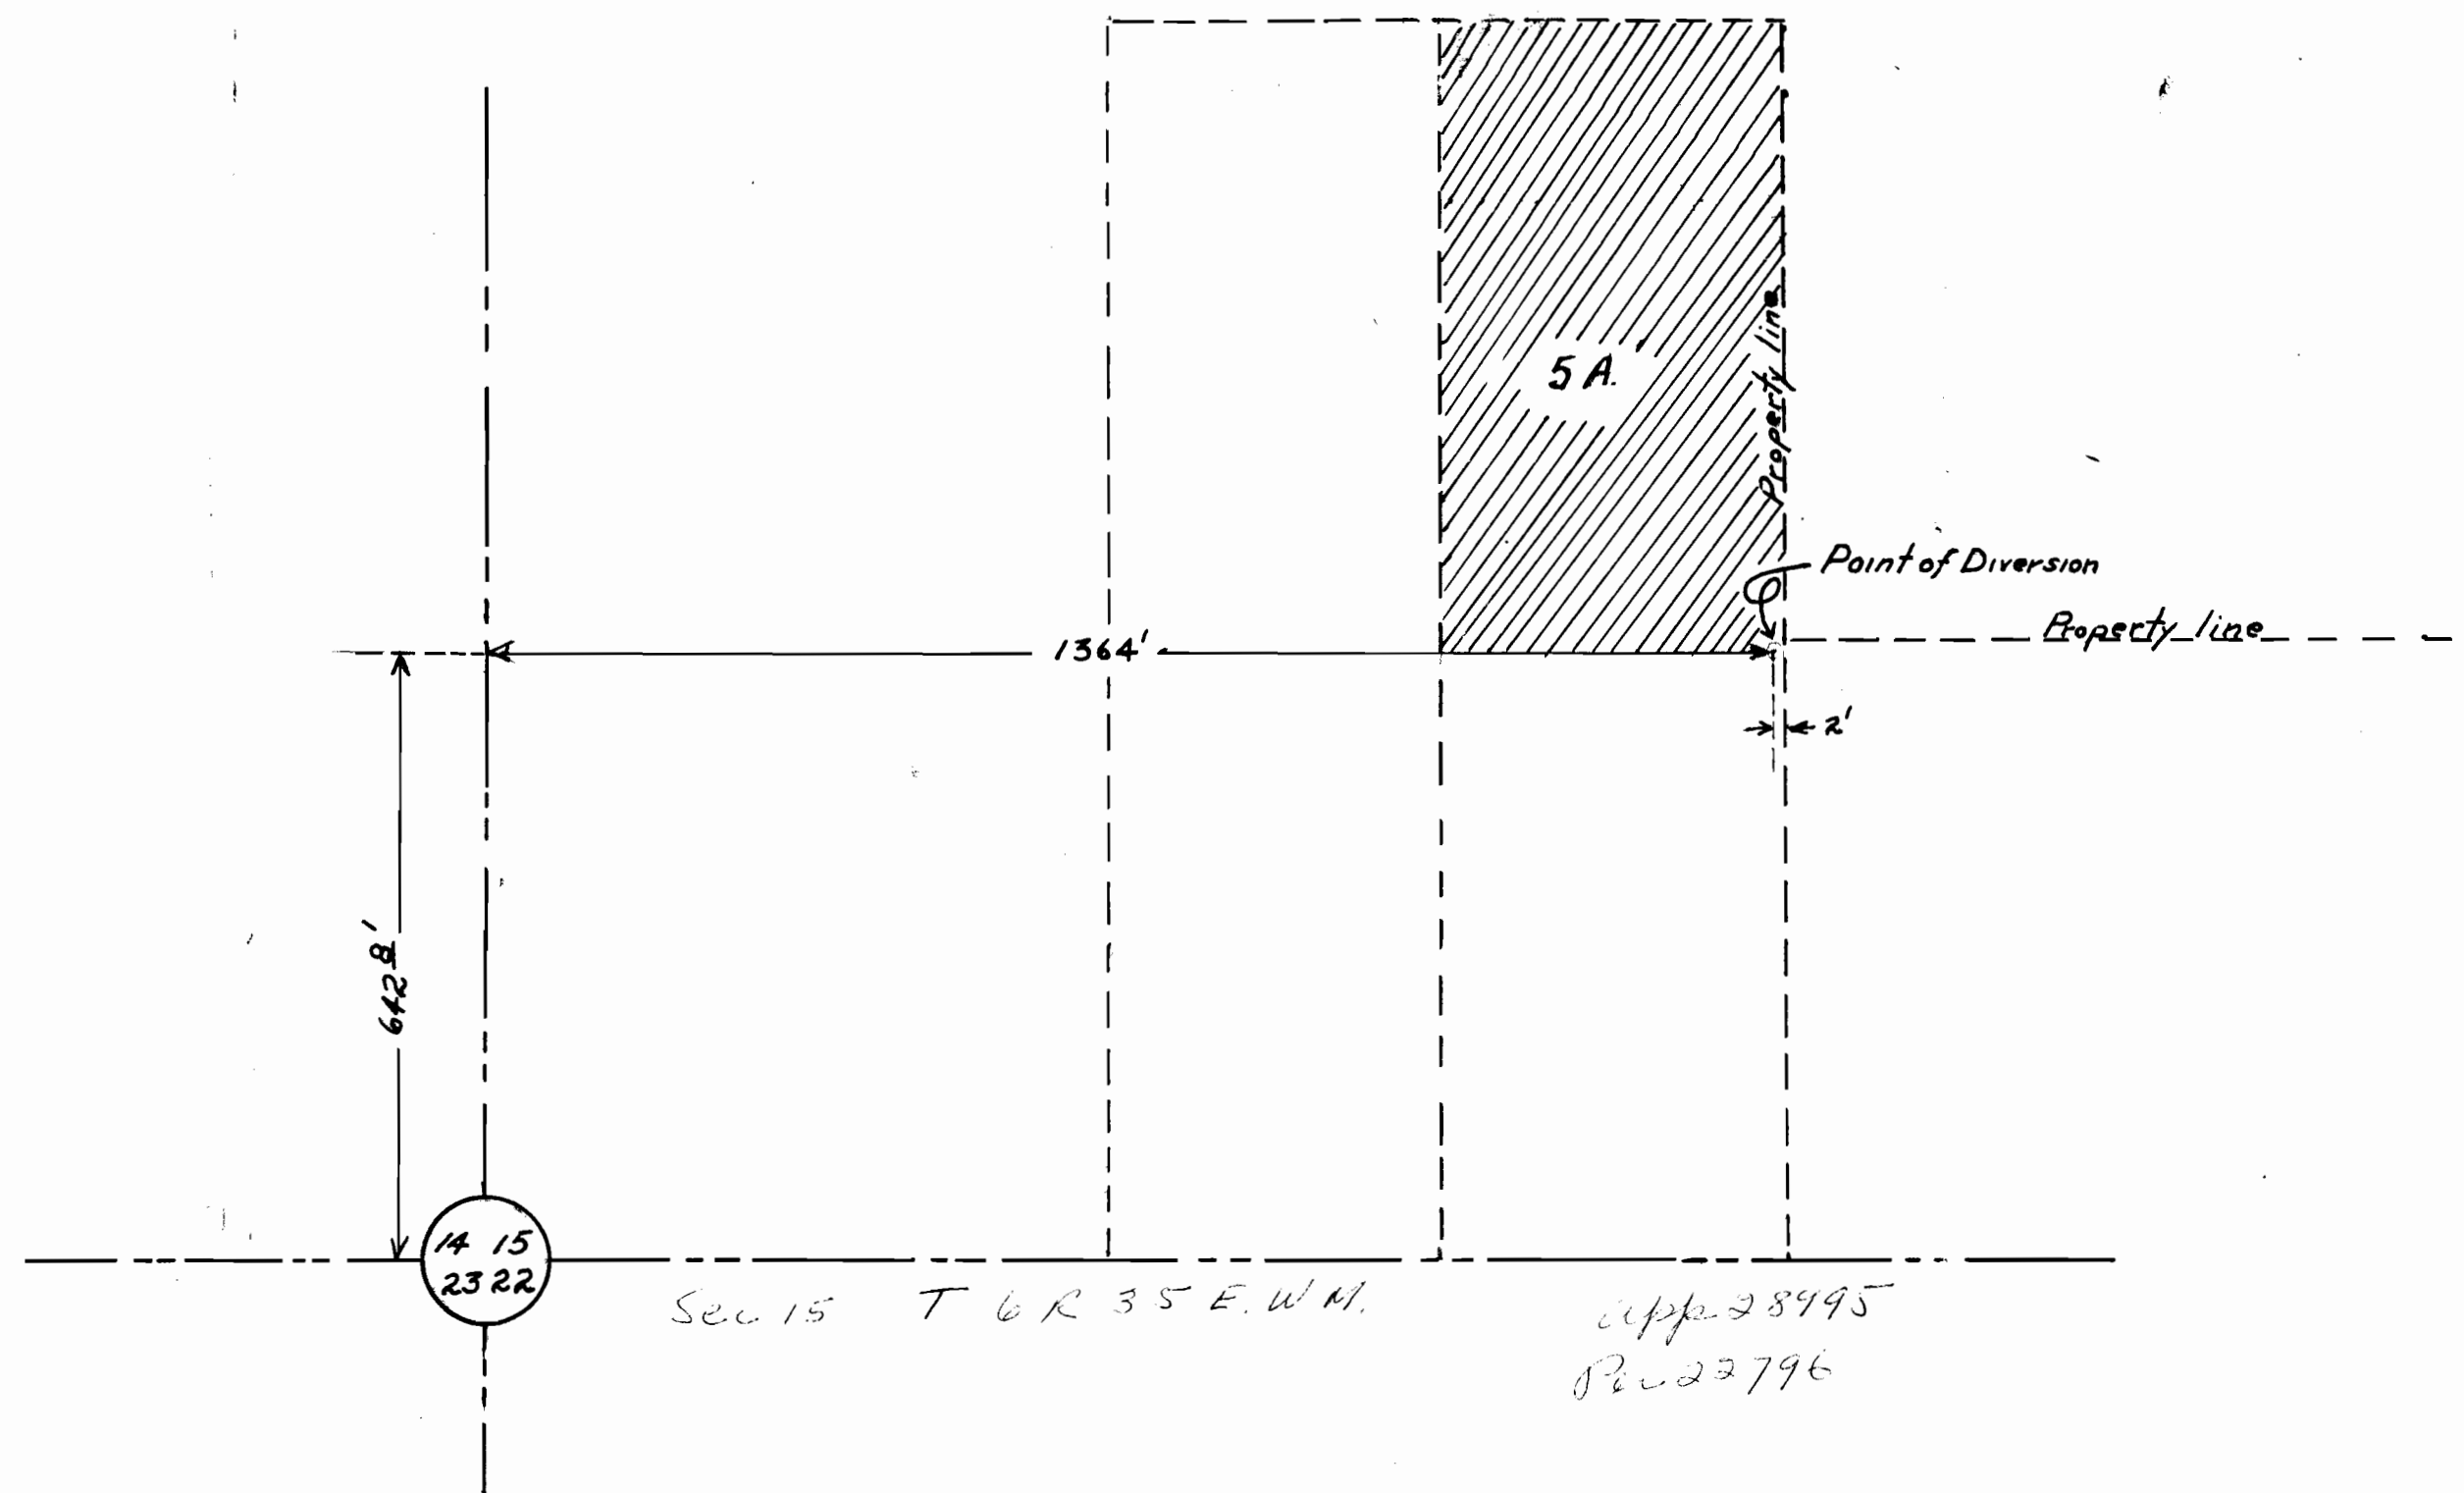 5 A.
Property line
Point of Diversion
Property line
1364'
2'
642.8'
14 15
23 22
Sec 15 T 6 R 35 E. W M.
app 28995
22796